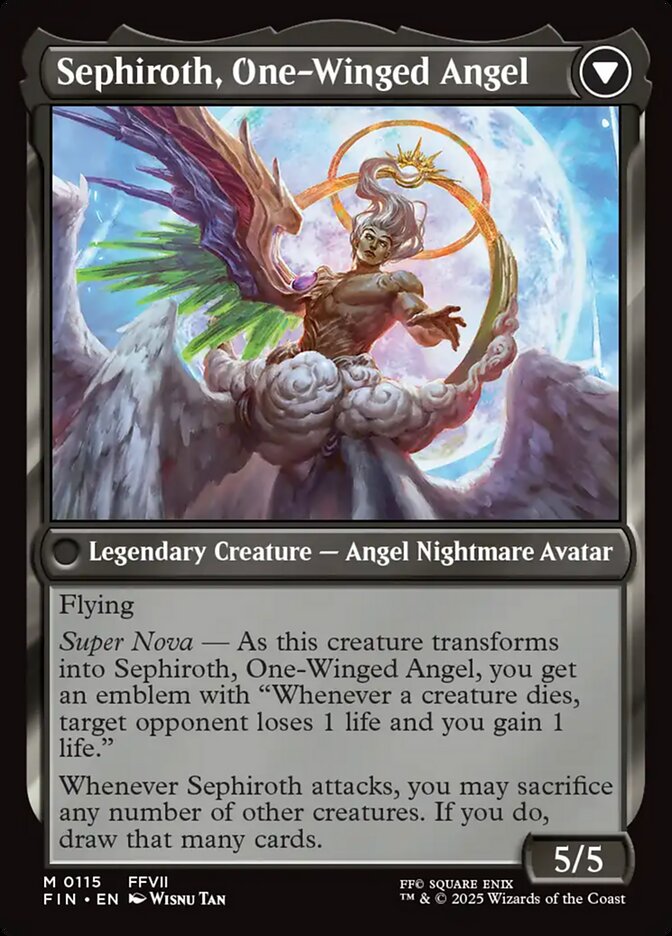 Sephiroth, One-Winged Angel
Legendary Creature — Angel Nightmare Avatar
Flying
Super Nova — As this creature transforms
into Sephiroth, One-Winged Angel, you get
an emblem with “Whenever a creature dies,
target opponent loses 1 life and you gain 1
life.”
Whenever Sephiroth attacks, you may sacrifice
any number of other creatures. If you do,
draw that many cards.
5/5
M 0115 FFVII
FIN • EN Wisnu Tan
FF© SQUARE ENIX
™ & © 2025 Wizards of the Coast